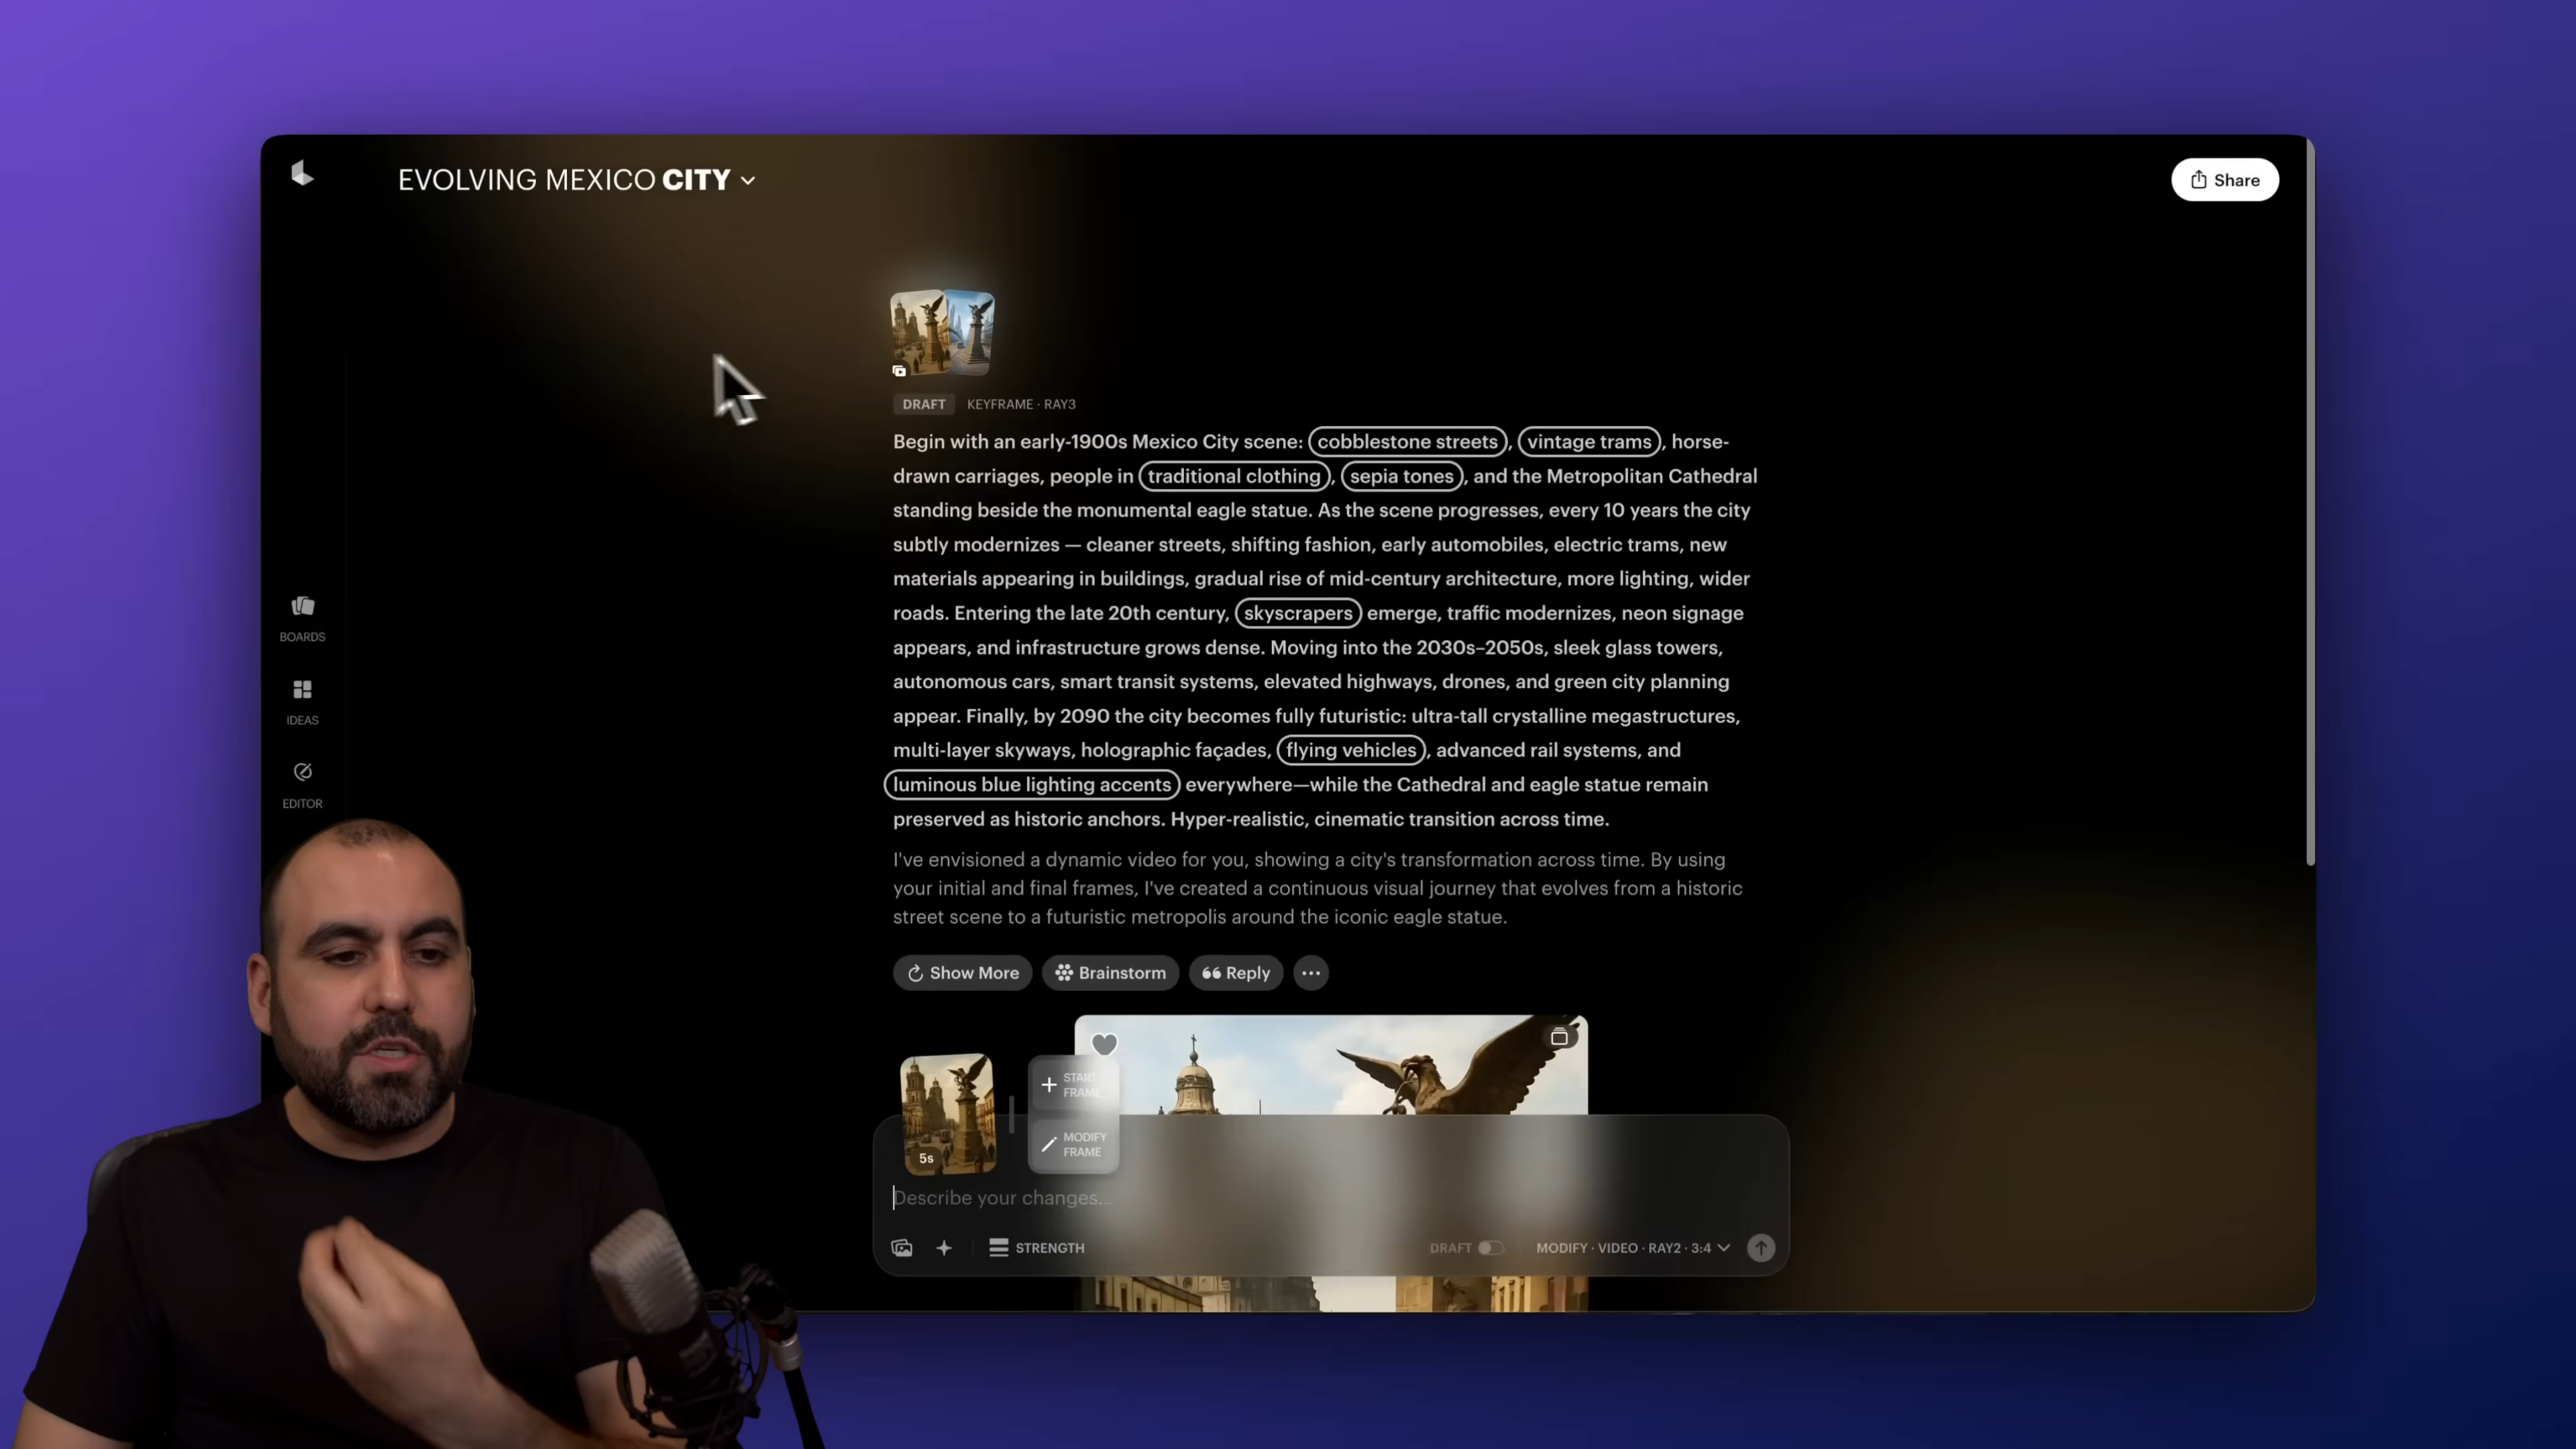 EVOLVING MEXICO CITY
Share
DRAFT KEYFRAME · RAY3
Begin with an early-1900s Mexico City scene: cobblestone streets, vintage trams, horse-
drawn carriages, people in traditional clothing, sepia tones, and the Metropolitan Cathedral
standing beside the monumental eagle statue. As the scene progresses, every 10 years the city
subtly modernizes — cleaner streets, shifting fashion, early automobiles, electric trams, new
materials appearing in buildings, gradual rise of mid-century architecture, more lighting, wider
roads. Entering the late 20th century, skyscrapers emerge, traffic modernizes, neon signage
appears, and infrastructure grows dense. Moving into the 2030s–2050s, sleek glass towers,
autonomous cars, smart transit systems, elevated highways, drones, and green city planning
appear. Finally, by 2090 the city becomes fully futuristic: ultra-tall crystalline megastructures,
multi-layer skyways, holographic façades, flying vehicles, advanced rail systems, and
luminous blue lighting accents everywhere—while the Cathedral and eagle statue remain
preserved as historic anchors. Hyper-realistic, cinematic transition across time.
I've envisioned a dynamic video for you, showing a city's transformation across time. By using
your initial and final frames, I've created a continuous visual journey that evolves from a historic
street scene to a futuristic metropolis around the iconic eagle statue.
BOARDS
IDEAS
EDITOR
Show More Brainstorm Reply
START
FRAME
MODIFY
FRAME
5s
Describe your changes...
STRENGTH
DRAFT MODIFY · VIDEO · RAY2 · 3:4